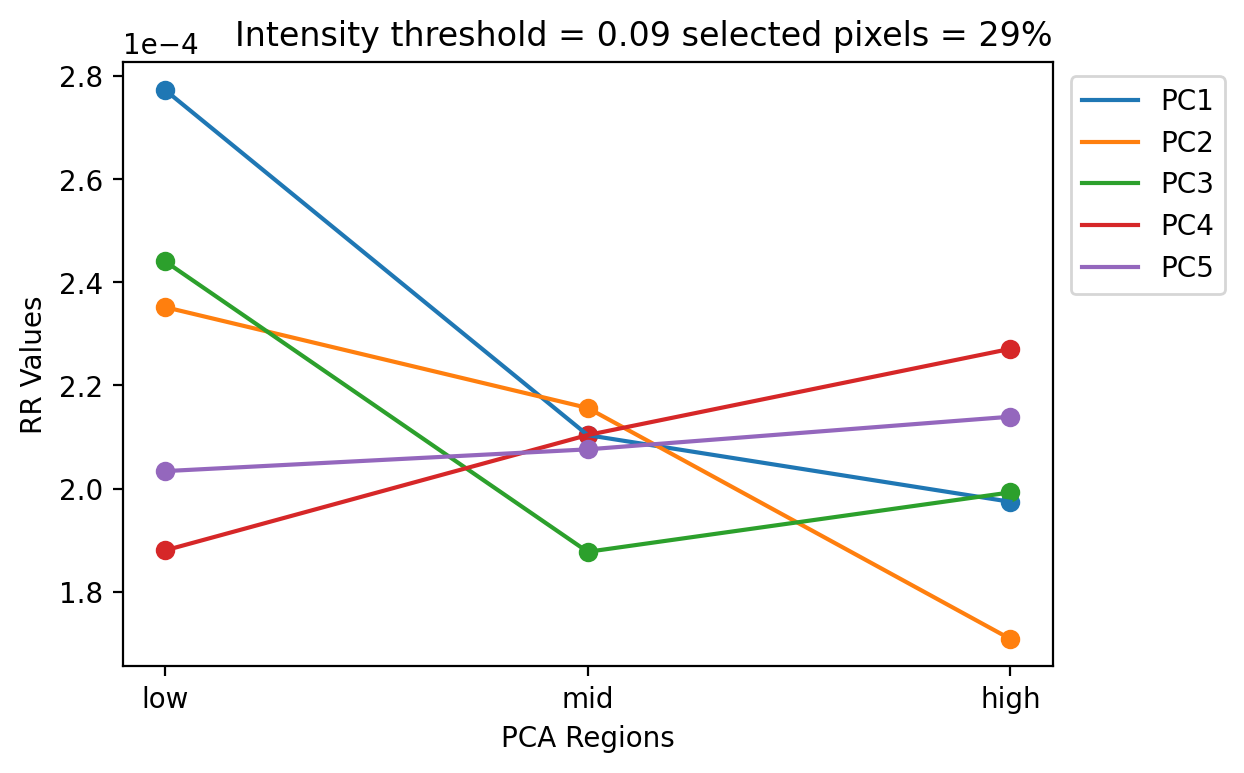 Intensity threshold = 0.09 selected pixels = 29%
1e−4
2.8
2.6
2.4
2.2
2.0
1.8
RR Values
low mid high
PCA Regions
PC1
PC2
PC3
PC4
PC5